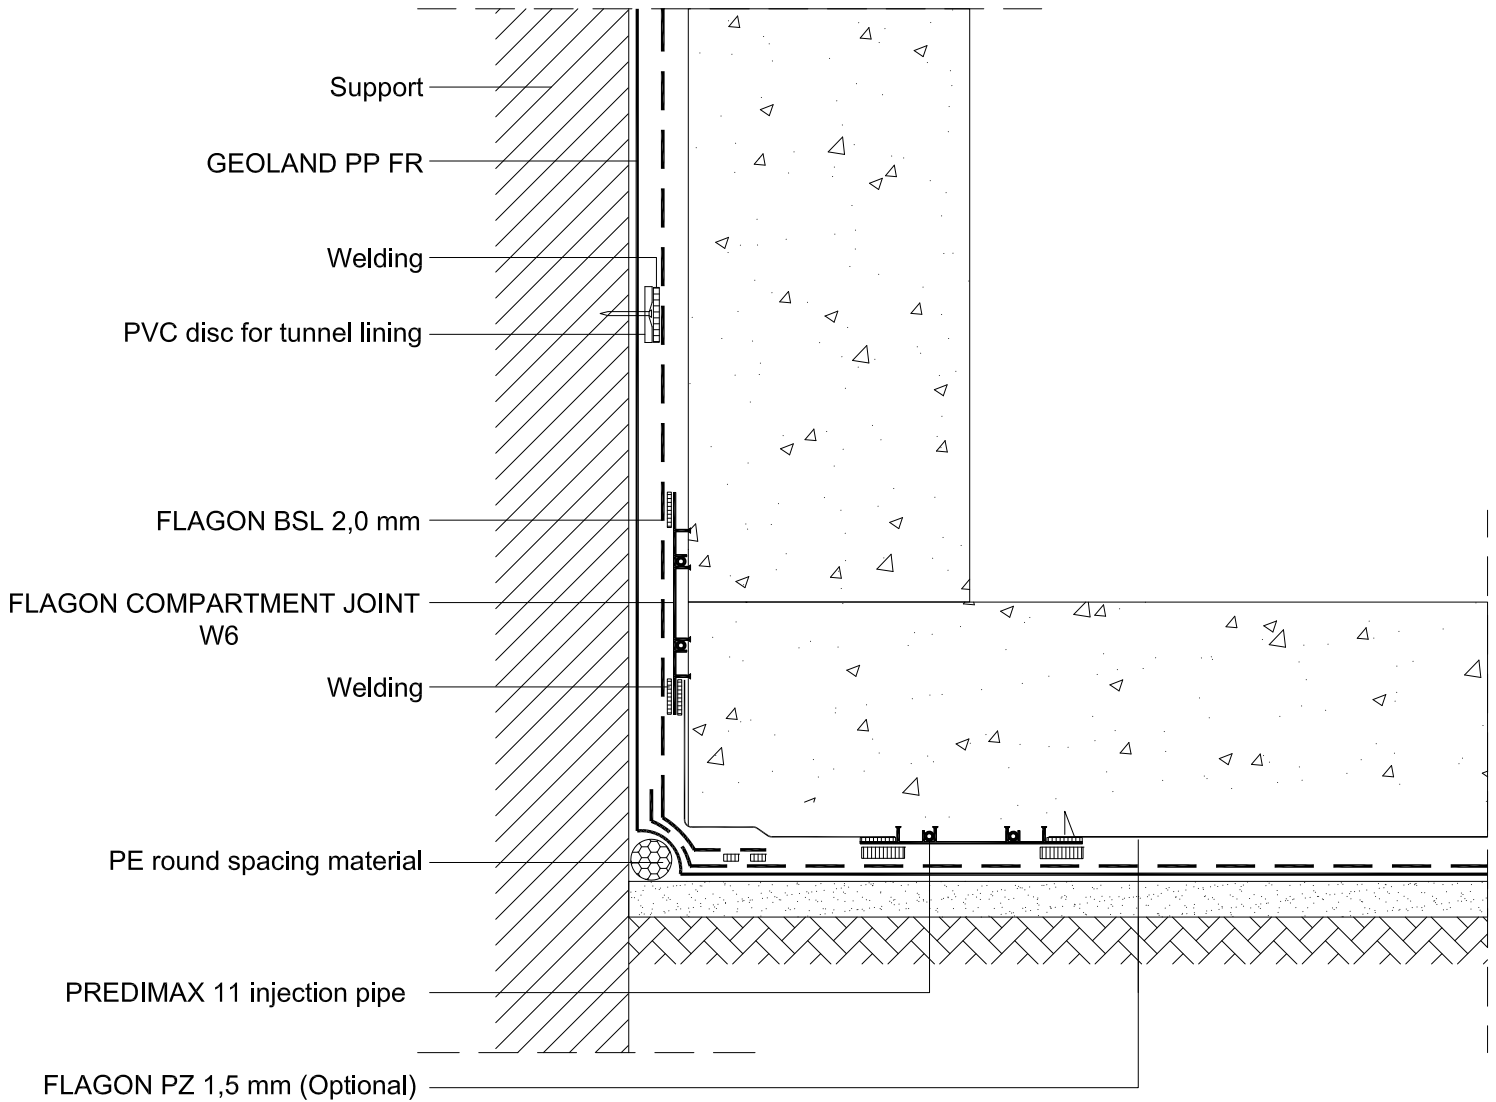 Support
GEOLAND PP FR
Welding
PVC disc for tunnel lining
FLAGON BSL 2,0 mm
FLAGON COMPARTMENT JOINT
W6
Welding
PE round spacing material
PREDIMAX 11 injection pipe
FLAGON PZ 1,5 mm (Optional)